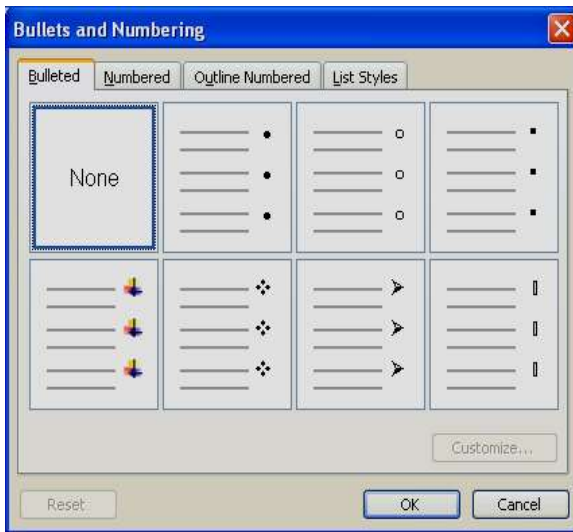 Bullets and Numbering
Bulleted Numbered Outline Numbered List Styles
None
Customize...
Reset OK Cancel